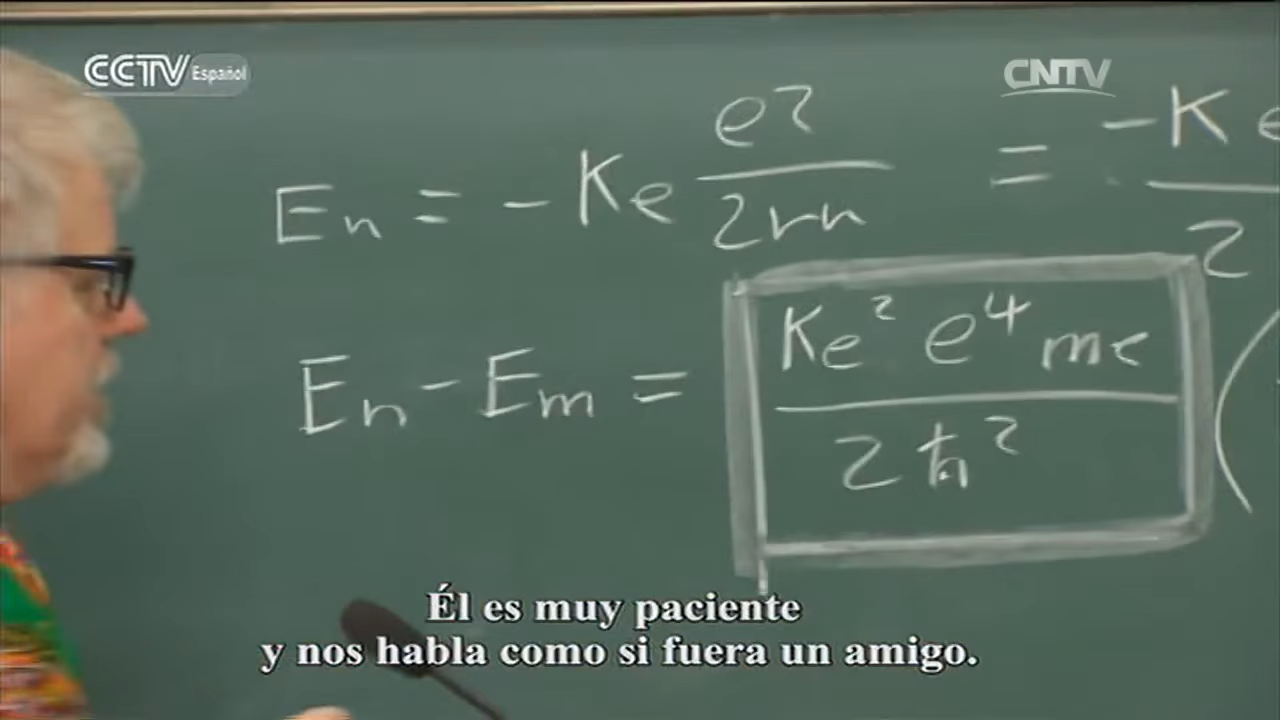 CCTV Español
CNTV
En = -Ke e² / 2rn = -Ke
2
En - Em = Ke² e⁴ me / 2ħ² (
Él es muy paciente
y nos habla como si fuera un amigo.